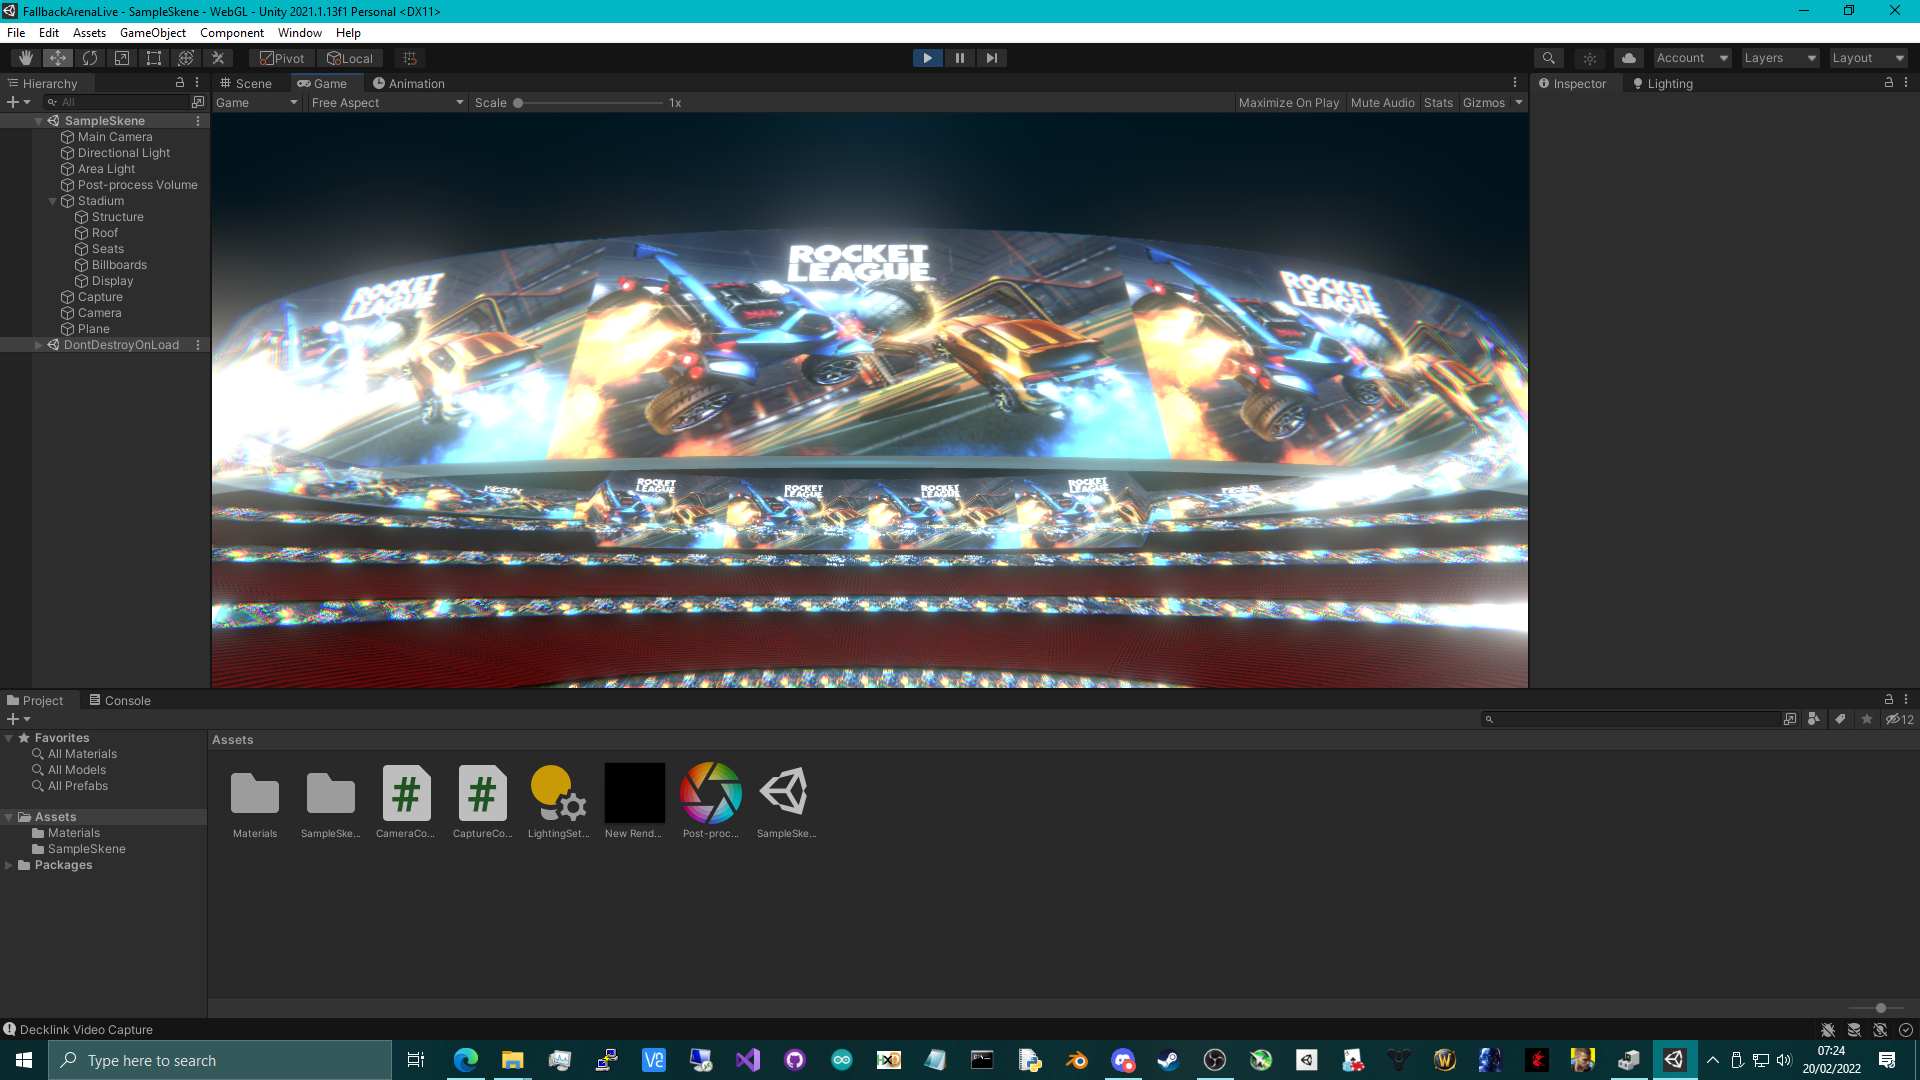 FallbackArenaLive - SampleSkene - WebGL - Unity 2021.1.13f1 Personal <DX11>
File Edit Assets GameObject Component Window Help
Pivot Local Account Layers Layout
Hierarchy Scene Game Animation Inspector Lighting
All Game Free Aspect Scale 1x Maximize On Play Mute Audio Stats Gizmos
SampleSkene
Main Camera
Directional Light
Area Light
Post-process Volume
Stadium
Structure
Roof
Seats
Billboards
Display
Capture
Camera
Plane
DontDestroyOnLoad
ROCKET
LEAGUE
ROCKET
LEAGUE
ROCKET
LEAGUE
ROCKET
LEAGUE
ROCKET
LEAGUE
ROCKET
LEAGUE
ROCKET
LEAGUE
Project Console
12
Favorites
All Materials
All Models
All Prefabs
Assets
Materials
SampleSkene
Packages
Assets
Materials SampleSke... CameraCo... CaptureCo... LightingSet... New Rend... Post-proc... SampleSke...
Decklink Video Capture
Type here to search
07:24
20/02/2022